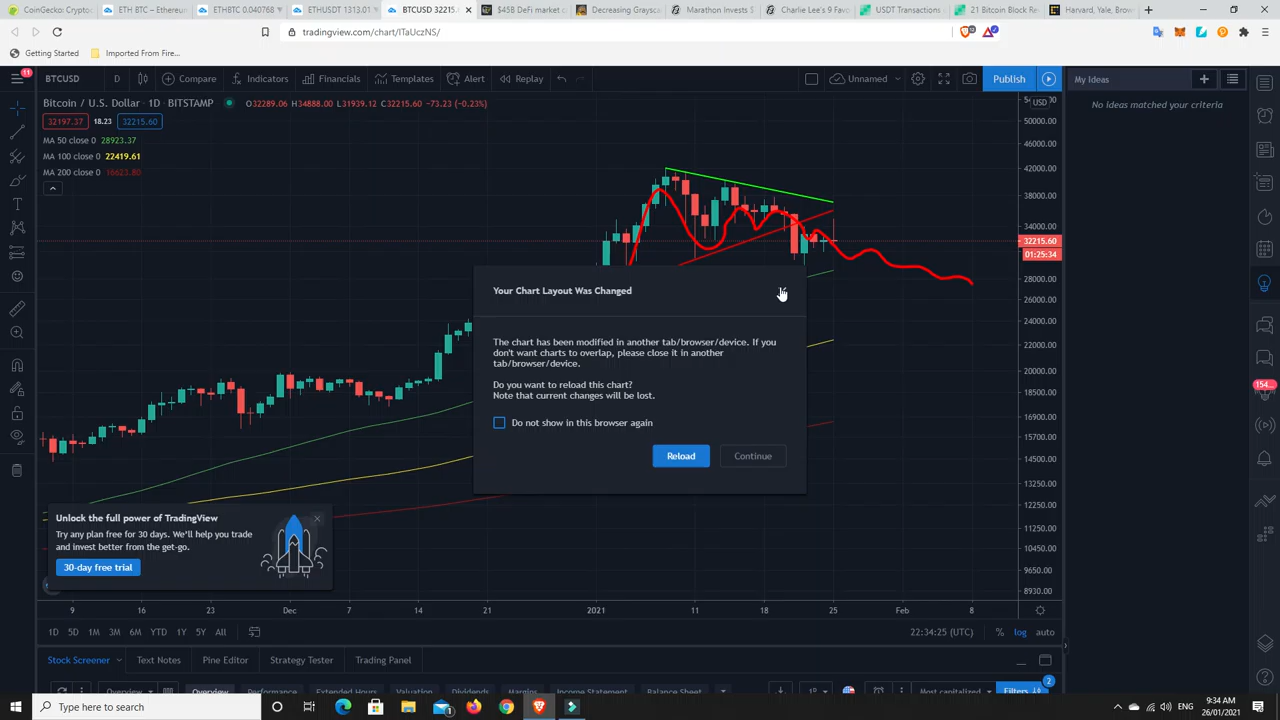 CoinGecko: Crypto
ETH BTC –
ETHBTC 0.040768
ETHUSDT 1313.01
BTCUSD 32215.
$45B DeFi market
Decreasing Graysca
Marathon Invests $
Charlie Lee's 9 Favo
USDT Transactions
21 Bitcoin Block Re
Harvard, Yale, Brow
tradingview.com/chart/ITaUczNS/
Getting Started
Imported From Fire...
11
BTCUSD
D
Compare
Indicators
Financials
Templates
Alert
Replay
Unnamed
Publish
My Ideas
Bitcoin / U.S. Dollar · 1D · BITSTAMP
O32289.06 H34888.00 L31939.12 C32215.60 −73.23 (−0.23%)
USD
No ideas matched your criteria
32197.37
18.23
32215.60
MA 50 close 0 28923.37
MA 100 close 0 22419.61
MA 200 close 0 16623.80
50000.00
46000.00
42000.00
38000.00
34000.00
32215.60
01:25:34
28000.00
26000.00
24000.00
22000.00
20000.00
18500.00
16900.00
15700.00
14500.00
13250.00
12250.00
11250.00
10450.00
9650.00
8930.00
154
Your Chart Layout Was Changed
The chart has been modified in another tab/browser/device. If you
don't want charts to overlap, please close it in another
tab/browser/device.
Do you want to reload this chart?
Note that current changes will be lost.
Do not show in this browser again
Reload
Continue
Unlock the full power of TradingView
Try any plan free for 30 days. We'll help you trade
and invest better from the get-go.
30-day free trial
9
16
23
Dec
7
14
21
2021
11
18
25
Feb
8
1D
5D
1M
3M
6M
YTD
1Y
5Y
All
22:34:25 (UTC)
%
log
auto
Stock Screener
Text Notes
Pine Editor
Strategy Tester
Trading Panel
Overview
Overview
Performance
Extended Hours
Valuation
Dividends
Margins
Income Statement
Balance Sheet
1D
Most capitalized
Filters
2
Type here to search
ENG
9:34 AM
26/01/2021